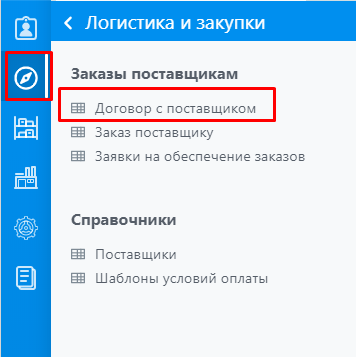 Логистика и закупки
Заказы поставщикам
Договор с поставщиком
Заказ поставщику
Заявки на обеспечение заказов
Справочники
Поставщики
Шаблоны условий оплаты